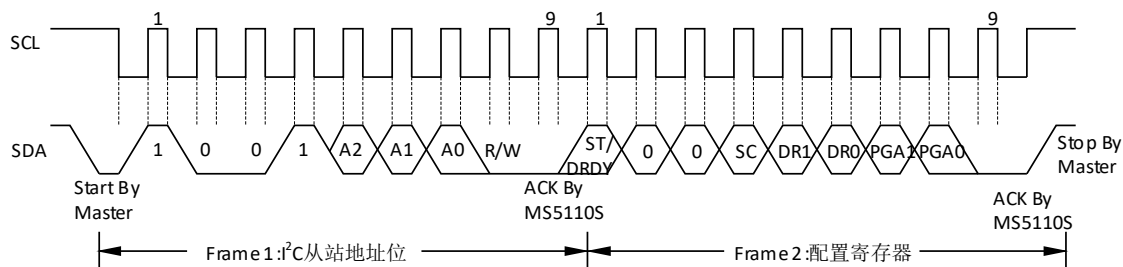 1 9 1 9
SCL
SDA 1 0 0 1 A2 A1 A0 R/W ST/DRDY 0 0 SC DR1 DR0 PGA1 PGA0
Start By
Master
ACK By
MS5110S
Stop By
Master
ACK By
MS5110S
Frame 1:I²C从站地址位
Frame 2:配置寄存器